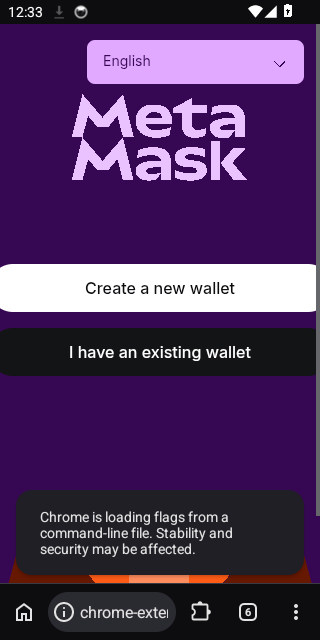 12:33
English
Meta
Mask
Create a new wallet
I have an existing wallet
Chrome is loading flags from a
command-line file. Stability and
security may be affected.
chrome-exter
6